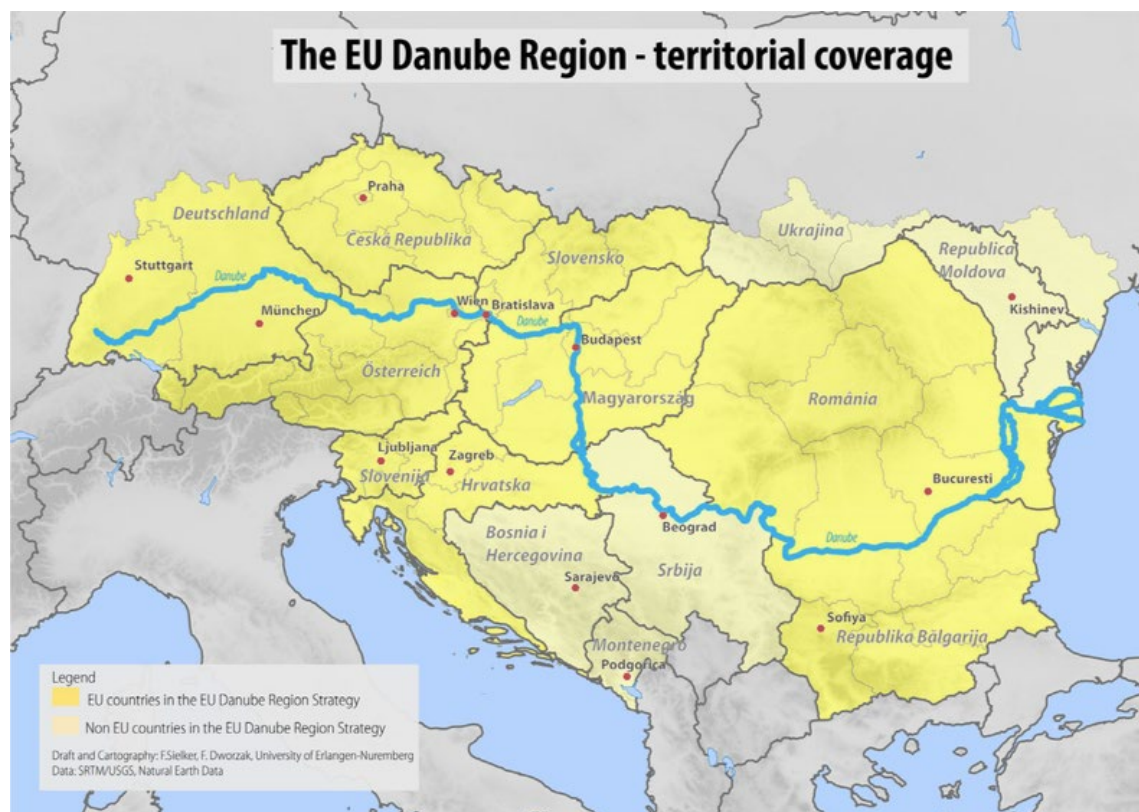 The EU Danube Region - territorial coverage
Praha
Deutschland
Ukrajina
Česka Republika
Republica
Moldova
Slovensko
Stuttgart
Danube
Wien
Bratislava
Kishinev
München
Danube
Budapest
Österreich
Magyarország
România
Ljubljana
Zagreb
Slovenija
Hrvatska
Bucuresti
Beograd
Bosnia i
Hercegovina
Danube
Srbija
Sarajevo
Sofiya
Republika Bălgarija
Montenegro
Podgorica
Legend
EU countries in the EU Danube Region Strategy
Non EU countries in the EU Danube Region Strategy
Draft and Cartography: F.Sielker, F. Dworzak, University of Erlangen-Nuremberg
Data: SRTM/USGS, Natural Earth Data